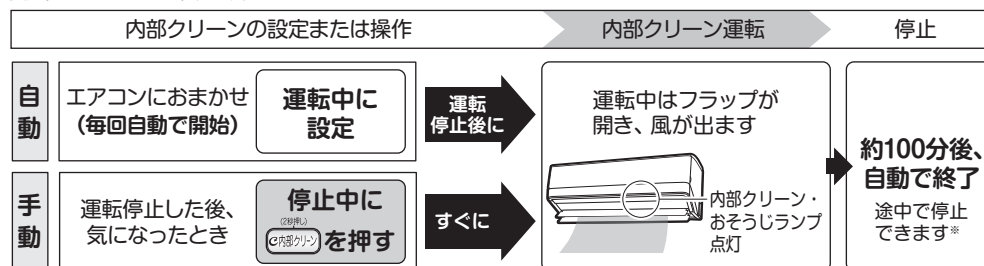 内部クリーンの設定または操作
内部クリーン運転
停止
自動
エアコンにおまかせ
(毎回自動で開始)
運転中に
設定
運転
停止後に
運転中はフラップが
開き、風が出ます
内部クリーン・
おそうじランプ
点灯
約100分後、
自動で終了
途中で停止
できます※
手動
運転停止した後、
気になったとき
停止中に
(2秒押し)
内部クリーン を押す
すぐに